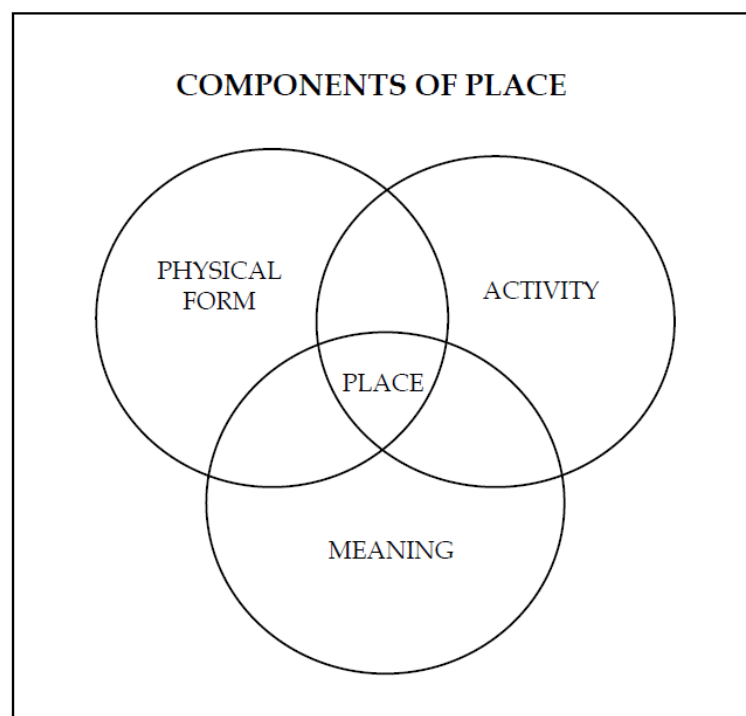 COMPONENTS OF PLACE
PHYSICAL
FORM
ACTIVITY
PLACE
MEANING